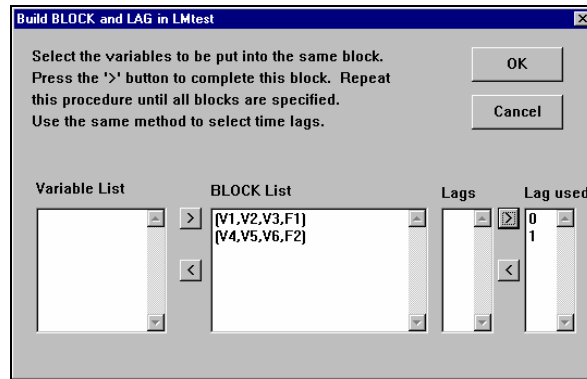 Build BLOCK and LAG in LMtest
Select the variables to be put into the same block.
Press the '>' button to complete this block. Repeat
this procedure until all blocks are specified.
Use the same method to select time lags.
OK
Cancel
Variable List
BLOCK List
Lags
Lag used
>
<
(V1,V2,V3,F1)
(V4,V5,V6,F2)
>
<
0
1